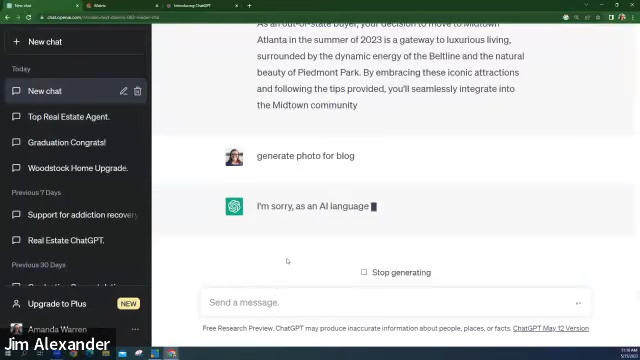 New chat
Matrix
Introducing ChatGPT
New chat
Today
New chat
Top Real Estate Agent.
Graduation Congrats!
Woodstock Home Upgrade.
Previous 7 Days
Support for addiction recovery
Real Estate ChatGPT.
Previous 30 Days
Upgrade to Plus
NEW
Amanda Warren
Jim Alexander
As an out-of-state buyer, your decision to move to Midtown
Atlanta in the summer of 2023 is a gateway to luxurious living,
surrounded by the dynamic energy of the Beltline and the natural
beauty of Piedmont Park. By embracing these iconic attractions
and following the tips provided, you'll seamlessly integrate into
the Midtown community
generate photo for blog
I'm sorry, as an AI language
Stop generating
Send a message.
Free Research Preview. ChatGPT may produce inaccurate information about people, places, or facts. ChatGPT May 12 Version